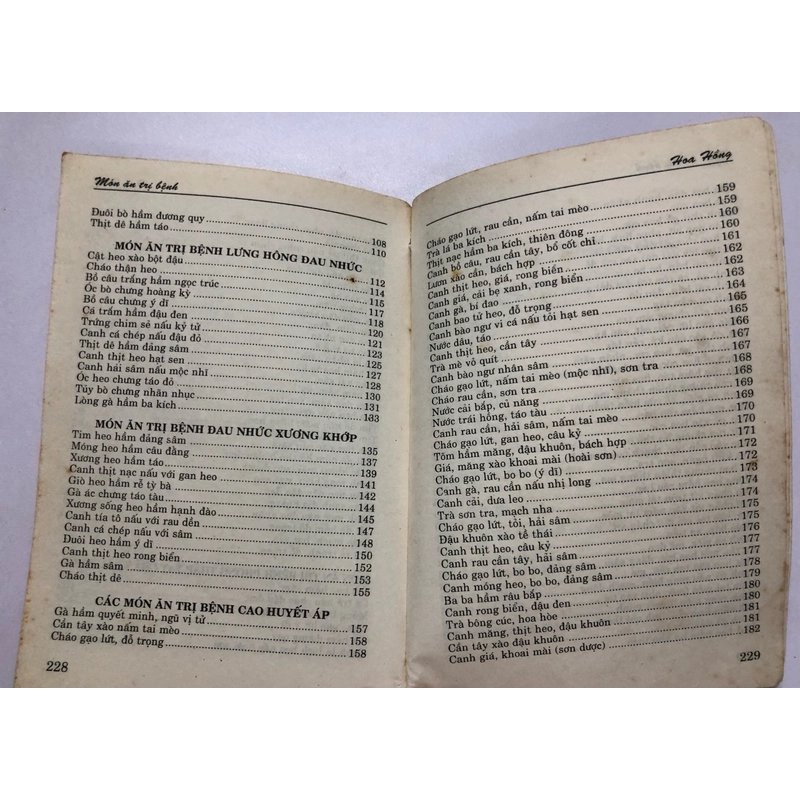 Món ăn trị bệnh
Đuôi bò hầm đương quy 108
Thịt dê hầm táo 110
MÓN ĂN TRỊ BỆNH LƯNG HÔNG ĐAU NHỨC
Cật heo xào bột đậu 112
Cháo thận heo 114
Bồ câu trắng hầm ngọc trúc 115
Óc bò chưng hoàng kỳ 117
Bồ câu chưng ý dĩ 118
Cá trắm hầm đậu đen 120
Trứng chim sẻ nấu kỷ tử 121
Canh cá chép nấu đậu đỏ 123
Thịt dê hầm đảng sâm 125
Canh thịt heo hạt sen 127
Canh hải sâm nấu mộc nhĩ 128
Óc heo chưng táo đỏ 130
Tủy bò chưng nhãn nhục 131
Lòng gà hầm ba kích 133
MÓN ĂN TRỊ BỆNH ĐAU NHỨC XƯƠNG KHỚP
Tim heo hầm đảng sâm 135
Móng heo hầm câu đằng 137
Xương heo hầm táo 139
Canh thịt nạc nấu với gan heo 141
Giò heo hầm rễ tỳ bà 142
Gà ác chưng táo tàu 144
Xương sống heo hầm hạnh đào 145
Canh tía tô nấu với rau dền 147
Canh cá chép nấu với sâm 148
Đuôi heo hầm ý dĩ 150
Canh thịt heo rong biển 152
Gà hầm sâm 153
Cháo thịt dê 155
CÁC MÓN ĂN TRỊ BỆNH CAO HUYẾT ÁP
Gà hầm quyết minh, ngũ vị tử 157
Cần tây xào nấm tai mèo 158
Cháo gạo lứt, đỗ trọng 158
228
Hoa Hồng
Cháo gạo lứt, rau cần, nấm tai mèo 159
Trà lá ba kích 159
Thịt nạc hầm ba kích, thiên đông 160
Canh bồ câu, rau cần tây, bổ cốt chỉ 160
Lươn xào cần, bách hợp 161
Canh thịt heo, giá, rong biển 162
Canh giá, cải bẹ xanh, rong biển 162
Canh gà, bí đao 163
Canh bao tử heo, đỗ trọng 164
Canh bào ngư vi cá nấu tỏi hạt sen 165
Nước dâu, táo 165
Canh thịt heo, cần tây 166
Trà mè vỏ quít 166
Canh bào ngư nhân sâm 167
Cháo gạo lứt, nấm tai mèo (mộc nhĩ), sơn tra 168
Cháo rau cần, sơn tra 168
Nước cải bắp, củ năng 169
Nước trái hồng, táo tàu 169
Canh rau cần, hải sâm, nấm tai mèo 170
Cháo gạo lứt, gan heo, câu kỷ 170
Tôm hầm măng, đậu khuôn, bách hợp 171
Giá, măng xào khoai mài (hoài sơn) 172
Cháo gạo lứt, bo bo (ý dĩ) 172
Canh gà, rau cần nấu nhị long 173
Canh cải, dưa leo 174
Trà sơn tra, mạch nha 174
Cháo gạo lứt, tỏi, hải sâm 175
Đậu khuôn xào tề thái 175
Canh thịt heo, câu kỷ 176
Canh rau cần tây, hải sâm 177
Cháo gạo lứt, bo bo, đảng sâm 177
Canh móng heo, bo bo, đảng sâm 178
Ba ba hầm râu bắp 179
Canh rong biển, đậu đen 180
Trà bông cúc, hoa hòe 180
Canh măng, thịt heo, đậu khuôn 181
Cần tây xào đậu khuôn 181
Canh giá, khoai mài (sơn dược) 182
229